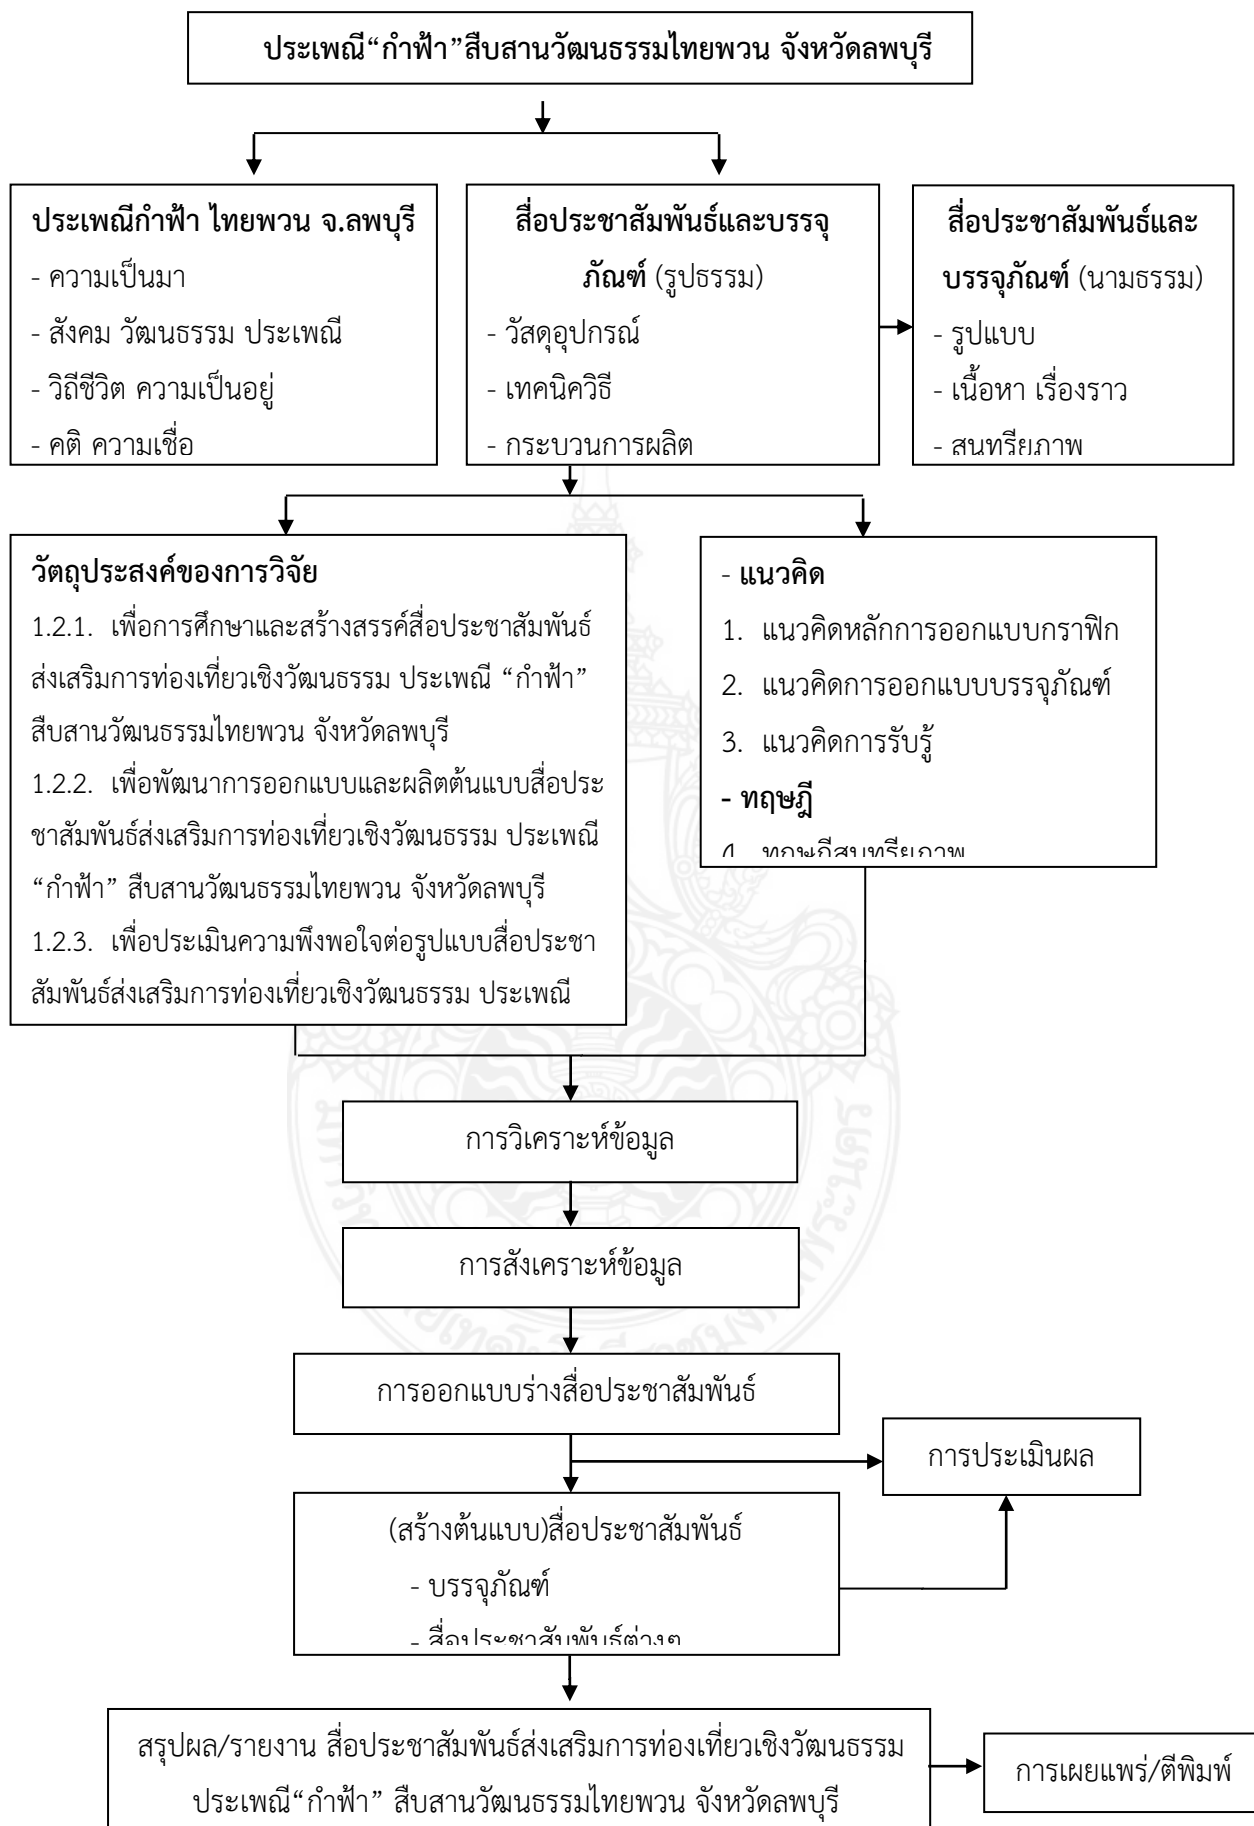 ประเพณี“กำฟ้า”สืบสานวัฒนธรรมไทยพวน จังหวัดลพบุรี
ประเพณีกำฟ้า ไทยพวน จ.ลพบุรี
- ความเป็นมา
- สังคม วัฒนธรรม ประเพณี
- วิถีชีวิต ความเป็นอยู่
- คติ ความเชื่อ
สื่อประชาสัมพันธ์และบรรจุ
ภัณฑ์ (รูปธรรม)
- วัสดุอุปกรณ์
- เทคนิควิธี
- กระบวนการผลิต
สื่อประชาสัมพันธ์และ
บรรจุภัณฑ์ (นามธรรม)
- รูปแบบ
- เนื้อหา เรื่องราว
- สุนทรียภาพ
วัตถุประสงค์ของการวิจัย
1.2.1. เพื่อการศึกษาและสร้างสรรค์สื่อประชาสัมพันธ์
ส่งเสริมการท่องเที่ยวเชิงวัฒนธรรม ประเพณี “กำฟ้า”
สืบสานวัฒนธรรมไทยพวน จังหวัดลพบุรี
1.2.2. เพื่อพัฒนาการออกแบบและผลิตต้นแบบสื่อประ
ชาสัมพันธ์ส่งเสริมการท่องเที่ยวเชิงวัฒนธรรม ประเพณี
“กำฟ้า” สืบสานวัฒนธรรมไทยพวน จังหวัดลพบุรี
1.2.3. เพื่อประเมินความพึงพอใจต่อรูปแบบสื่อประชา
สัมพันธ์ส่งเสริมการท่องเที่ยวเชิงวัฒนธรรม ประเพณี
- แนวคิด
1. แนวคิดหลักการออกแบบกราฟิก
2. แนวคิดการออกแบบบรรจุภัณฑ์
3. แนวคิดการรับรู้
- ทฤษฎี
4. ทฤษฎีสุนทรียภาพ
การวิเคราะห์ข้อมูล
การสังเคราะห์ข้อมูล
การออกแบบร่างสื่อประชาสัมพันธ์
การประเมินผล
(สร้างต้นแบบ)สื่อประชาสัมพันธ์
- บรรจุภัณฑ์
- สื่อประชาสัมพันธ์ต่างๆ
สรุปผล/รายงาน สื่อประชาสัมพันธ์ส่งเสริมการท่องเที่ยวเชิงวัฒนธรรม
ประเพณี“กำฟ้า” สืบสานวัฒนธรรมไทยพวน จังหวัดลพบุรี
การเผยแพร่/ตีพิมพ์